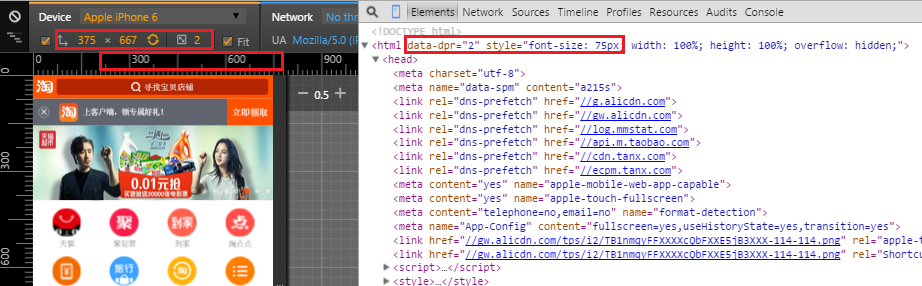 Device Apple iPhone 6
Network No thro
375 × 667 2 Fit
UA Mozilla/5.0 (iP
300 600 900
0
300
600
寻找宝贝店铺
上客户端，领专属好礼！ 立即领取
0.5
天猫超市
0.01元抢
天猫 聚划算 到家 淘点点
旅行
Elements Network Sources Timeline Profiles Resources Audits Console
<!DOCTYPE html>
<html data-dpr="2" style="font-size: 75px; width: 100%; height: 100%; overflow: hidden;">
<head>
<meta charset="utf-8">
<meta name="data-spm" content="a215s">
<link rel="dns-prefetch" href="//g.alicdn.com">
<link rel="dns-prefetch" href="//gw.alicdn.com">
<link rel="dns-prefetch" href="//log.mmstat.com">
<link rel="dns-prefetch" href="//api.m.taobao.com">
<link rel="dns-prefetch" href="//cdn.tanx.com">
<link rel="dns-prefetch" href="//ecpm.tanx.com">
<meta content="yes" name="apple-mobile-web-app-capable">
<meta content="yes" name="apple-touch-fullscreen">
<meta content="telephone=no,email=no" name="format-detection">
<meta name="App-Config" content="fullscreen=yes,useHistoryState=yes,transition=yes">
<link href="//gw.alicdn.com/tps/i2/TB1nmqyFFXXXXcQbFXXE5jB3XXX-114-114.png" rel="apple-t
<link href="//gw.alicdn.com/tps/i2/TB1nmqyFFXXXXcQbFXXE5jB3XXX-114-114.png" rel="Shortcu
<script>…</script>
<style>…</style>